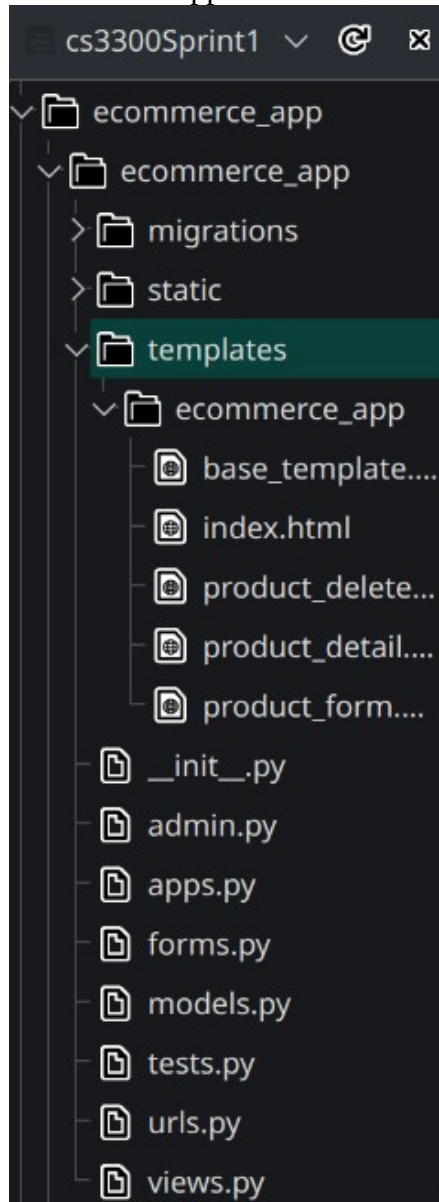 cs3300Sprint1
ecommerce_app
ecommerce_app
migrations
static
templates
ecommerce_app
base_template....
index.html
product_delete...
product_detail....
product_form....
__init__.py
admin.py
apps.py
forms.py
models.py
tests.py
urls.py
views.py